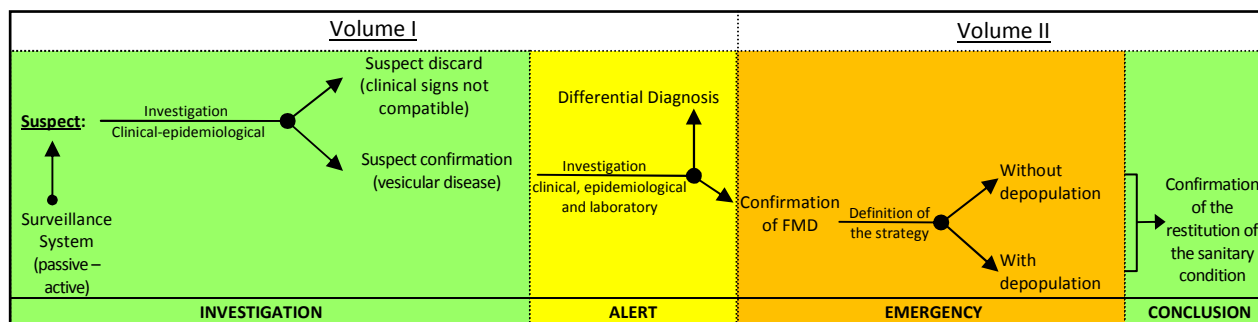 Volume I
Volume II
Suspect:
Investigation
Clinical-epidemiological
Suspect discard
(clinical signs not
compatible)
Suspect confirmation
(vesicular disease)
Surveillance
System
(passive –
active)
Differential Diagnosis
Investigation
clinical, epidemiological
and laboratory
Confirmation
of FMD
Definition of
the strategy
Without
depopulation
With
depopulation
Confirmation
of the
restitution of
the sanitary
condition
INVESTIGATION
ALERT
EMERGENCY
CONCLUSION